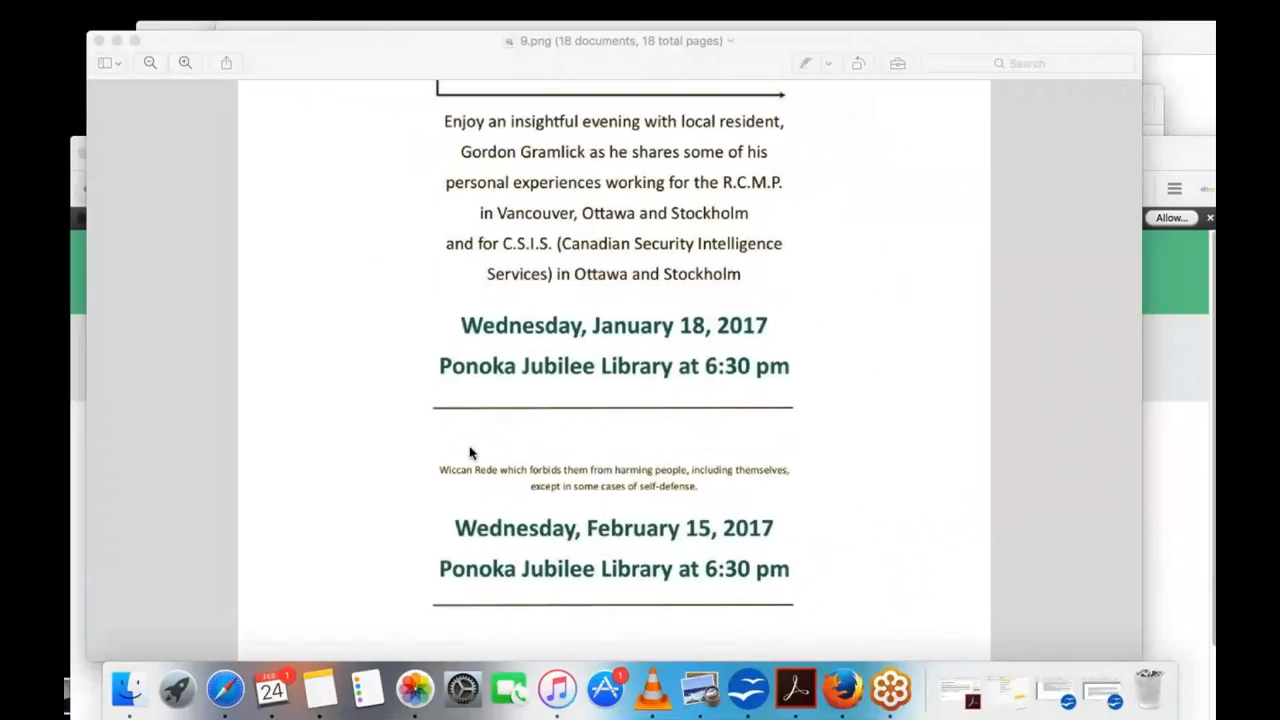 9.png (18 documents, 18 total pages)
Search
Enjoy an insightful evening with local resident,
Gordon Gramlick as he shares some of his
personal experiences working for the R.C.M.P.
in Vancouver, Ottawa and Stockholm
and for C.S.I.S. (Canadian Security Intelligence
Services) in Ottawa and Stockholm
Allow...
Wednesday, January 18, 2017
Ponoka Jubilee Library at 6:30 pm
Wiccan Rede which forbids them from harming people, including themselves,
except in some cases of self-defense.
Wednesday, February 15, 2017
Ponoka Jubilee Library at 6:30 pm
FEB
24
1
1